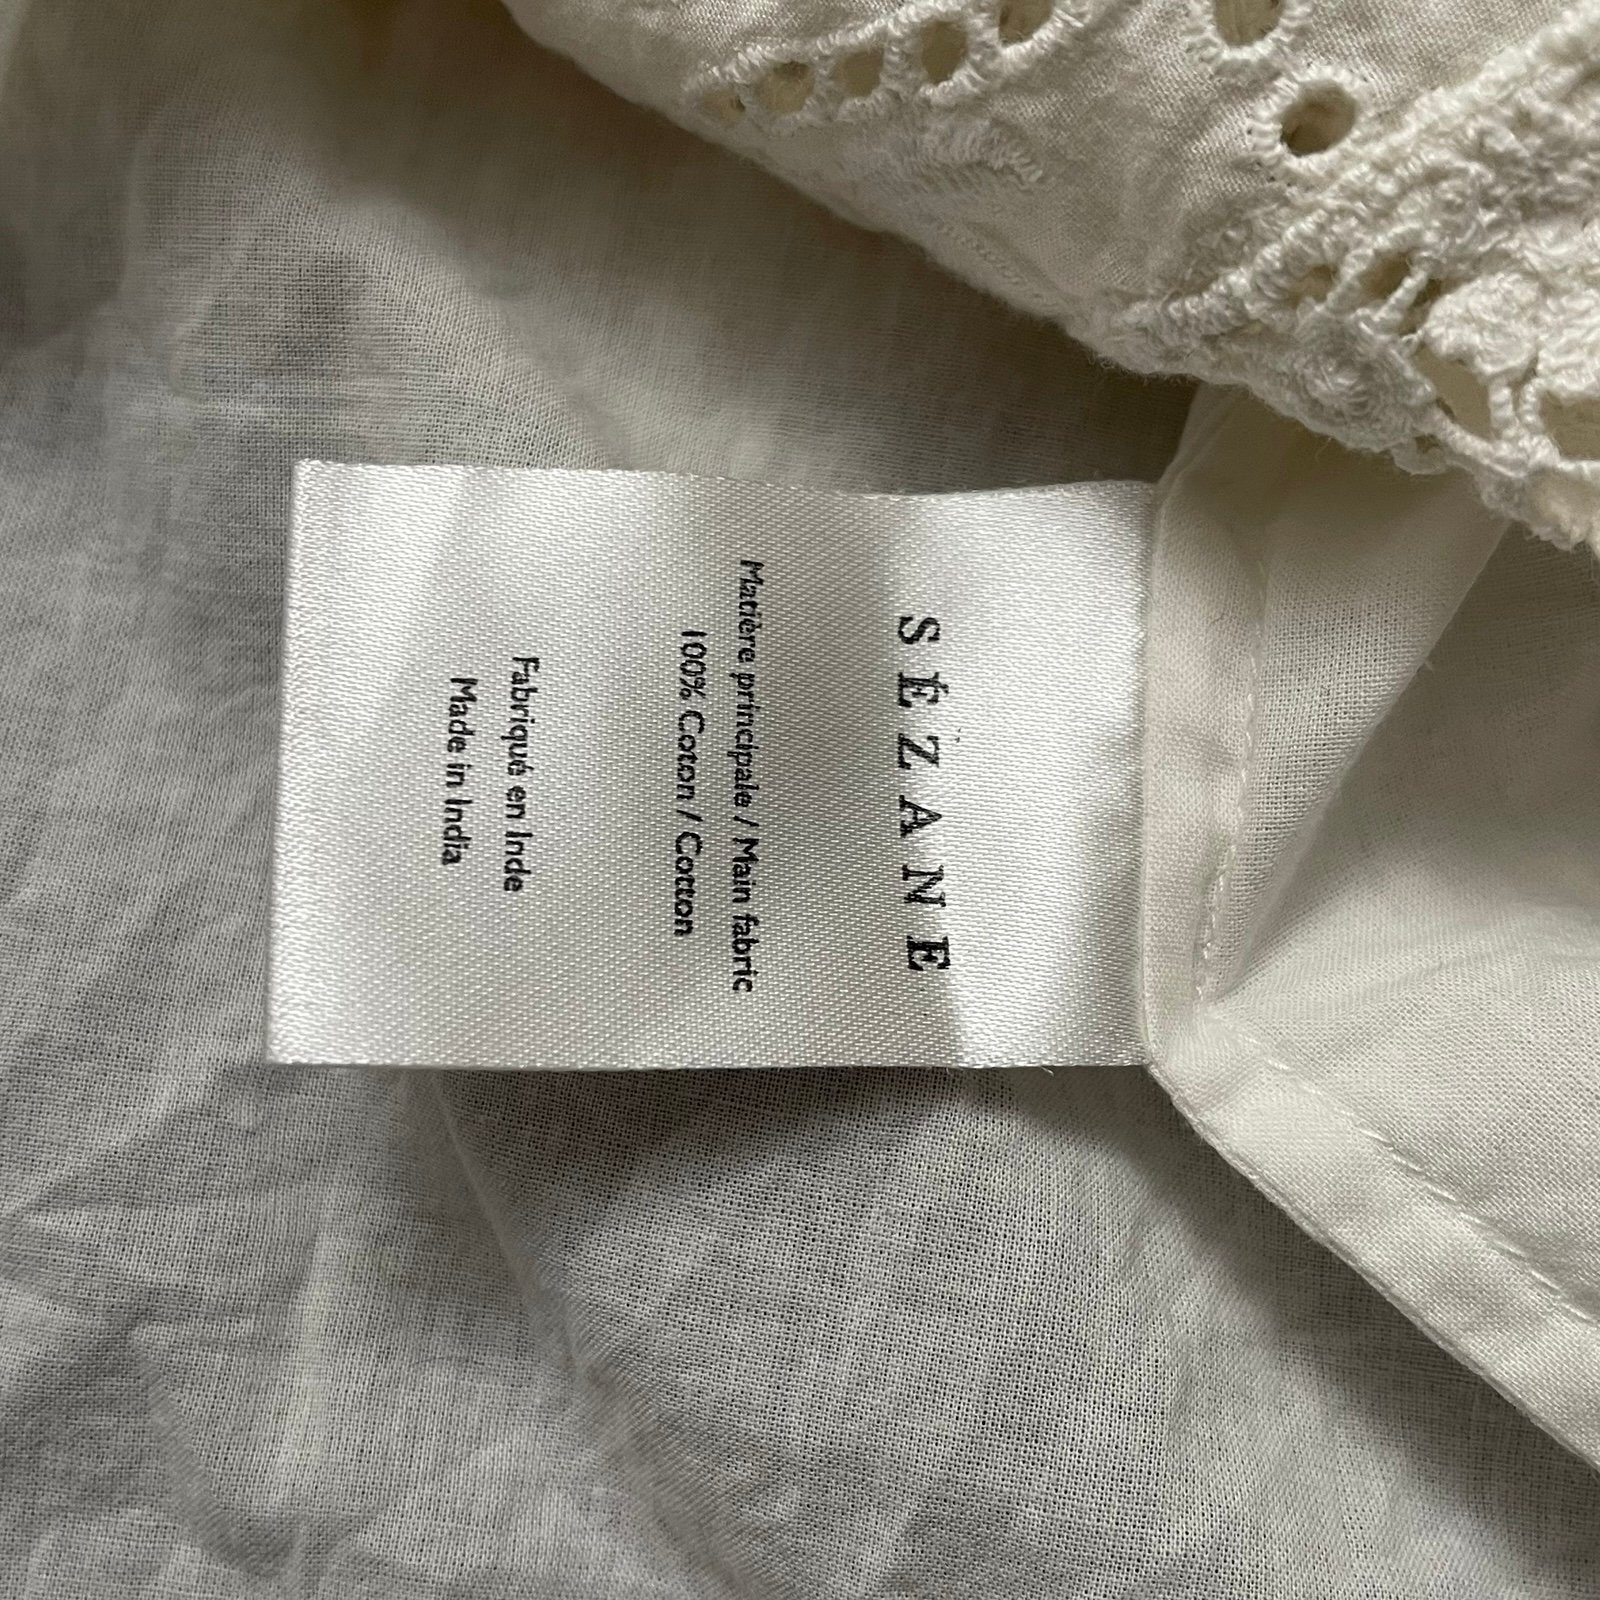 SÉZANE
Matière principale / Main fabric
100% Coton / Cotton
Fabriqué en Inde
Made in India